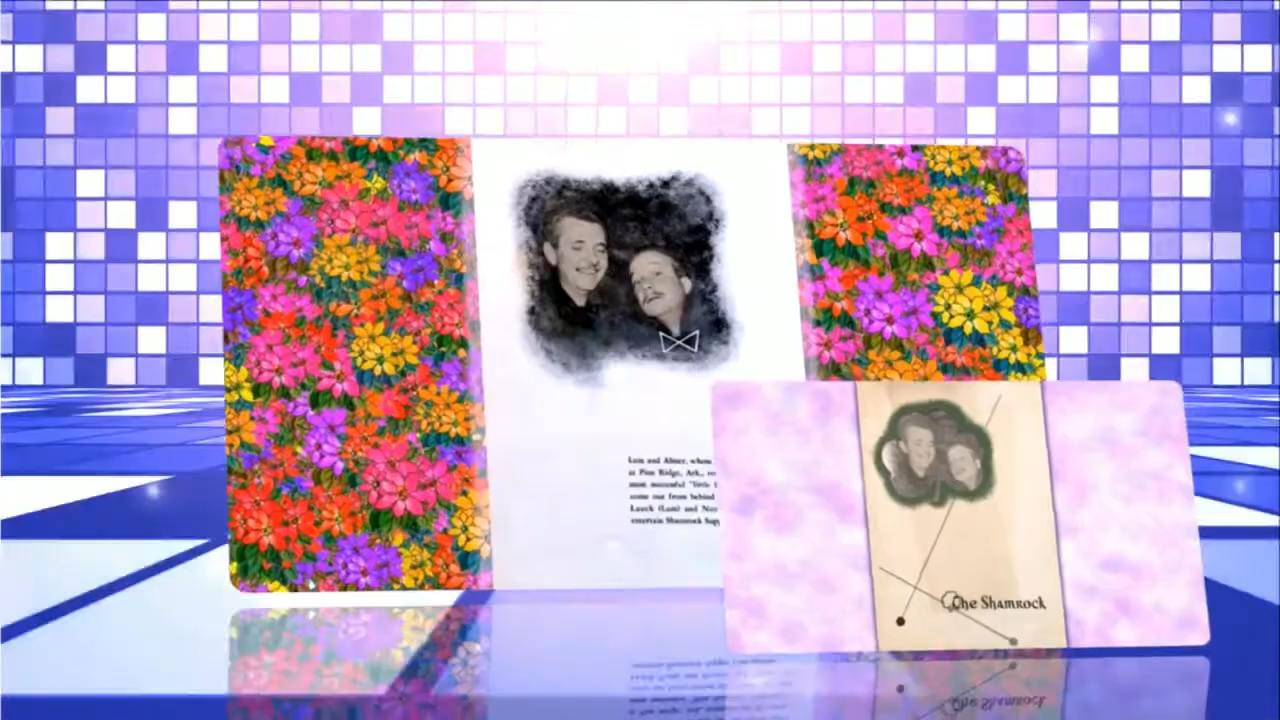 Lum and Abner, whose
at Pine Ridge, Ark., re
most successful "little t
come out from behind
Lauck (Lum) and Nor
entertain Shamrock Supp
The Shamrock